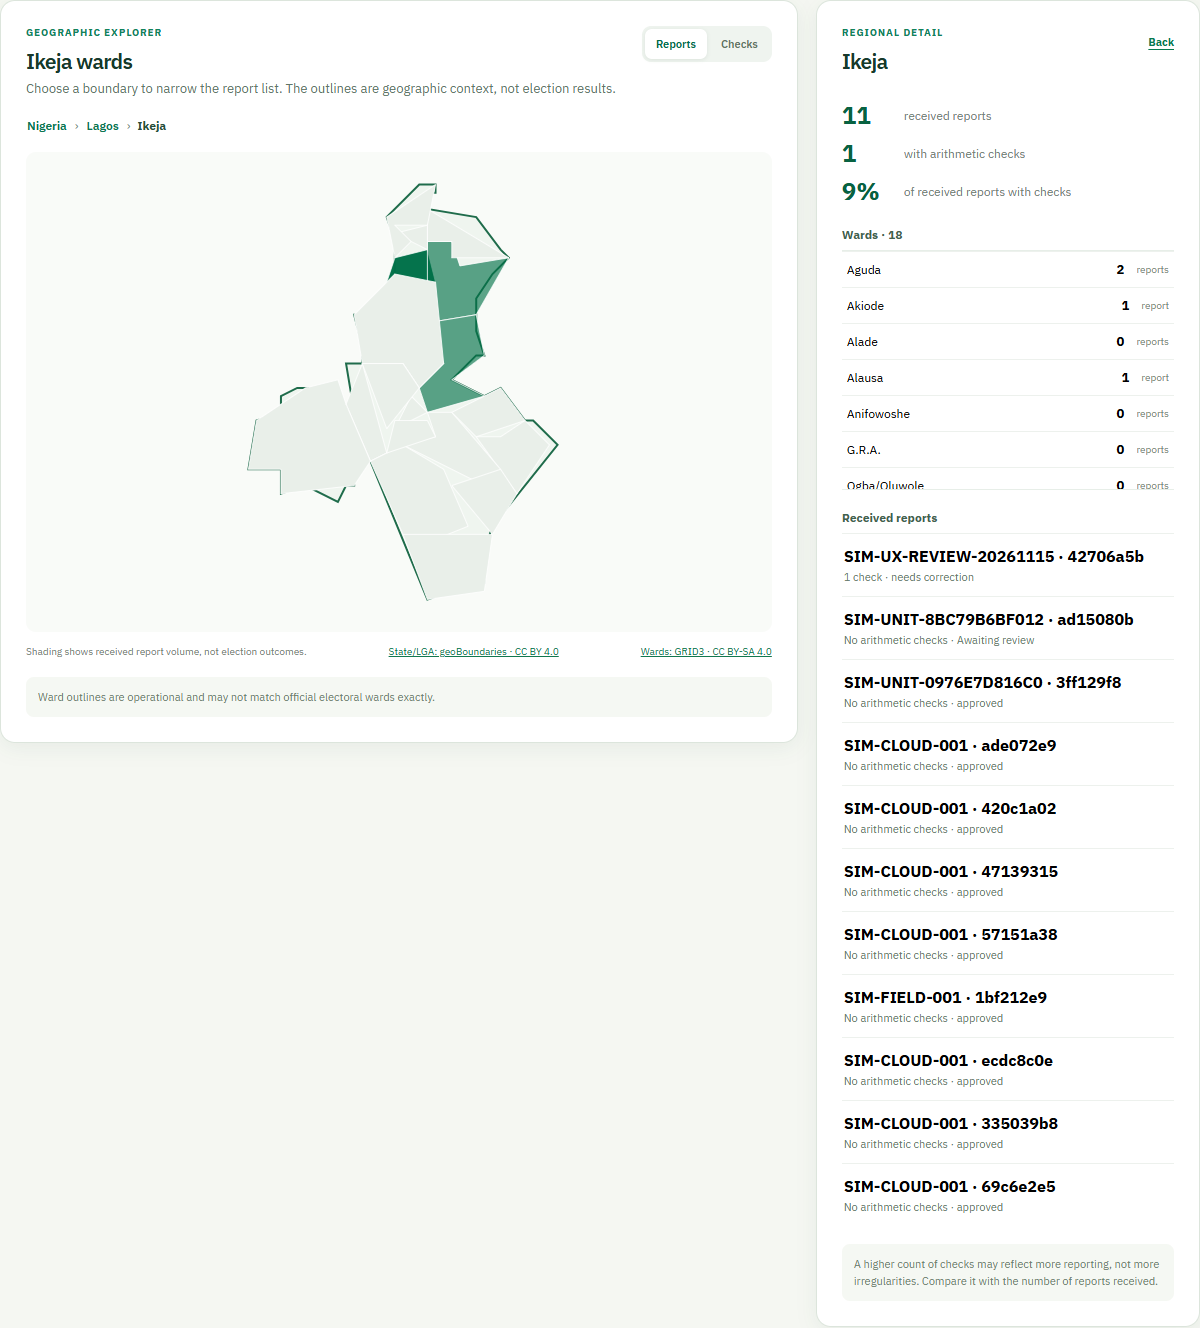 GEOGRAPHIC EXPLORER
Ikeja wards
Choose a boundary to narrow the report list. The outlines are geographic context, not election results.
Reports
Checks
Nigeria › Lagos › Ikeja
Shading shows received report volume, not election outcomes.
State/LGA: geoBoundaries · CC BY 4.0
Wards: GRID3 · CC BY-SA 4.0
Ward outlines are operational and may not match official electoral wards exactly.
REGIONAL DETAIL
Ikeja
Back
11 received reports
1 with arithmetic checks
9% of received reports with checks
Wards · 18
Aguda 2 reports
Akiode 1 report
Alade 0 reports
Alausa 1 report
Anifowoshe 0 reports
G.R.A. 0 reports
Ogba/Oluwole 0 reports
Received reports
SIM-UX-REVIEW-20261115 · 42706a5b
1 check · needs correction
SIM-UNIT-8BC79B6BF012 · ad15080b
No arithmetic checks · Awaiting review
SIM-UNIT-0976E7D816C0 · 3ff129f8
No arithmetic checks · approved
SIM-CLOUD-001 · ade072e9
No arithmetic checks · approved
SIM-CLOUD-001 · 420c1a02
No arithmetic checks · approved
SIM-CLOUD-001 · 47139315
No arithmetic checks · approved
SIM-CLOUD-001 · 57151a38
No arithmetic checks · approved
SIM-FIELD-001 · 1bf212e9
No arithmetic checks · approved
SIM-CLOUD-001 · ecdc8c0e
No arithmetic checks · approved
SIM-CLOUD-001 · 335039b8
No arithmetic checks · approved
SIM-CLOUD-001 · 69c6e2e5
No arithmetic checks · approved
A higher count of checks may reflect more reporting, not more
irregularities. Compare it with the number of reports received.